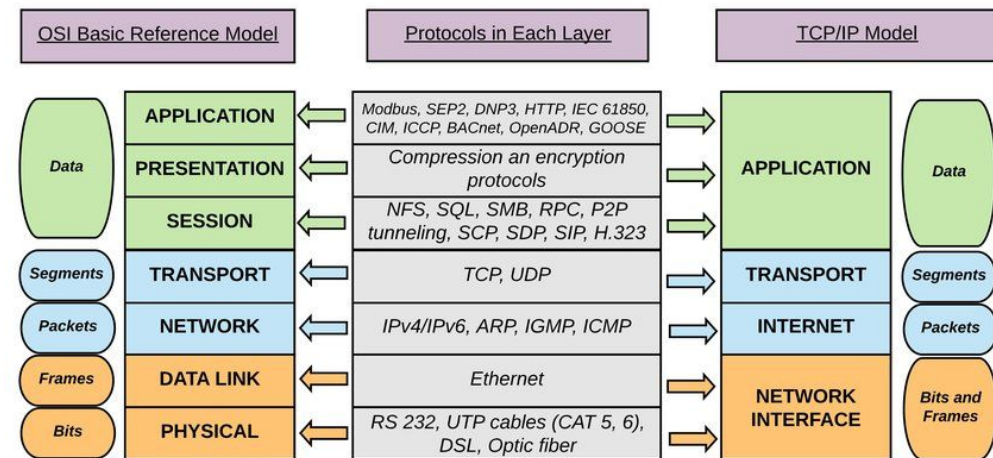 OSI Basic Reference Model
Protocols in Each Layer
TCP/IP Model
Data
APPLICATION
Modbus, SEP2, DNP3, HTTP, IEC 61850,
CIM, ICCP, BACnet, OpenADR, GOOSE
APPLICATION
Data
PRESENTATION
Compression an encryption
protocols
SESSION
NFS, SQL, SMB, RPC, P2P
tunneling, SCP, SDP, SIP, H.323
Segments
TRANSPORT
TCP, UDP
TRANSPORT
Segments
Packets
NETWORK
IPv4/IPv6, ARP, IGMP, ICMP
INTERNET
Packets
Frames
DATA LINK
Ethernet
NETWORK
INTERFACE
Bits and
Frames
Bits
PHYSICAL
RS 232, UTP cables (CAT 5, 6),
DSL, Optic fiber